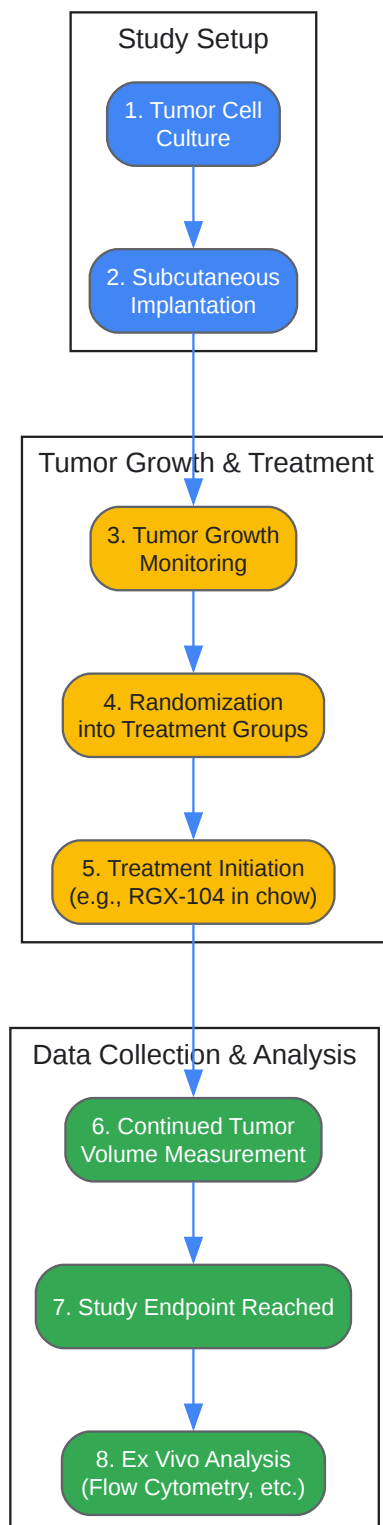 Study Setup
1. Tumor Cell
Culture
2. Subcutaneous
Implantation
Tumor Growth & Treatment
3. Tumor Growth
Monitoring
4. Randomization
into Treatment Groups
5. Treatment Initiation
(e.g., RGX-104 in chow)
Data Collection & Analysis
6. Continued Tumor
Volume Measurement
7. Study Endpoint Reached
8. Ex Vivo Analysis
(Flow Cytometry, etc.)